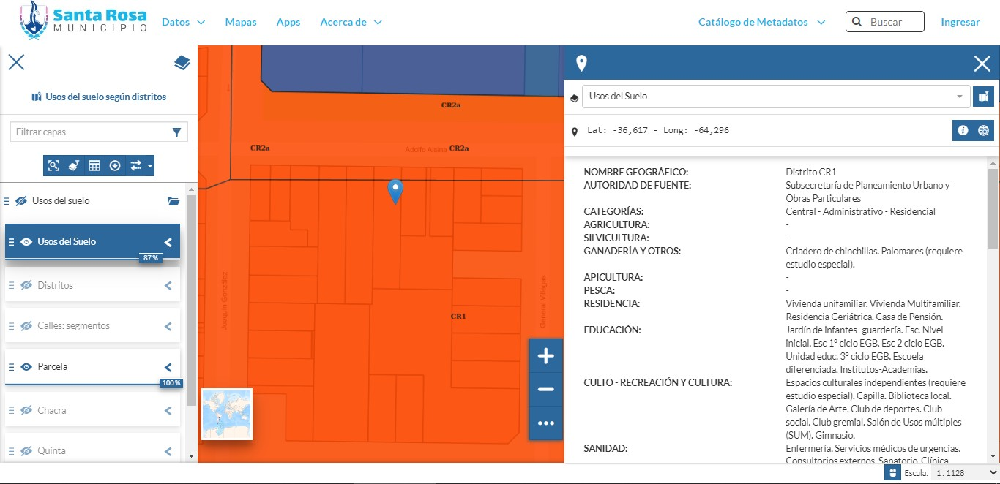 Santa Rosa
MUNICIPIO
Datos
Mapas
Apps
Acerca de
Catálogo de Metadatos
Buscar
Ingresar
Usos del suelo según distritos
Filtrar capas
Usos del suelo
Usos del Suelo
87 %
Distritos
Calles: segmentos
Parcela
100 %
Chacra
Quinta
CR2a
CR2a
Adolfo Alsina
CR2a
Joaquín González
General Villegas
CR1
Usos del Suelo
Lat: -36,617 - Long: -64,296
NOMBRE GEOGRÁFICO: Distrito CR1
AUTORIDAD DE FUENTE: Subsecretaría de Planeamiento Urbano y
Obras Particulares
CATEGORÍAS: Central - Administrativo - Residencial
AGRICULTURA: -
SILVICULTURA: -
GANADERÍA Y OTROS: Criadero de chinchillas. Palomares (requiere
estudio especial).
APICULTURA: -
PESCA: -
RESIDENCIA: Vivienda unifamiliar. Vivienda Multifamiliar.
Residencia Geriátrica. Casa de Pensión.
EDUCACIÓN: Jardín de infantes- guardería. Esc. Nivel
inicial. Esc 1º ciclo EGB. Esc 2 ciclo EGB.
Unidad educ. 3º ciclo EGB. Escuela
diferenciada. Institutos-Academias.
CULTO - RECREACIÓN Y CULTURA: Espacios culturales independientes (requiere
estudio especial). Capilla. Biblioteca local.
Galería de Arte. Club de deportes. Club
social. Club gremial. Salón de Usos múltiples
(SUM). Gimnasio.
SANIDAD: Enfermería. Servicios médicos de urgencias.
Consultorios externos. Sanatorio-Clínica.
Escala: 1 : 1128